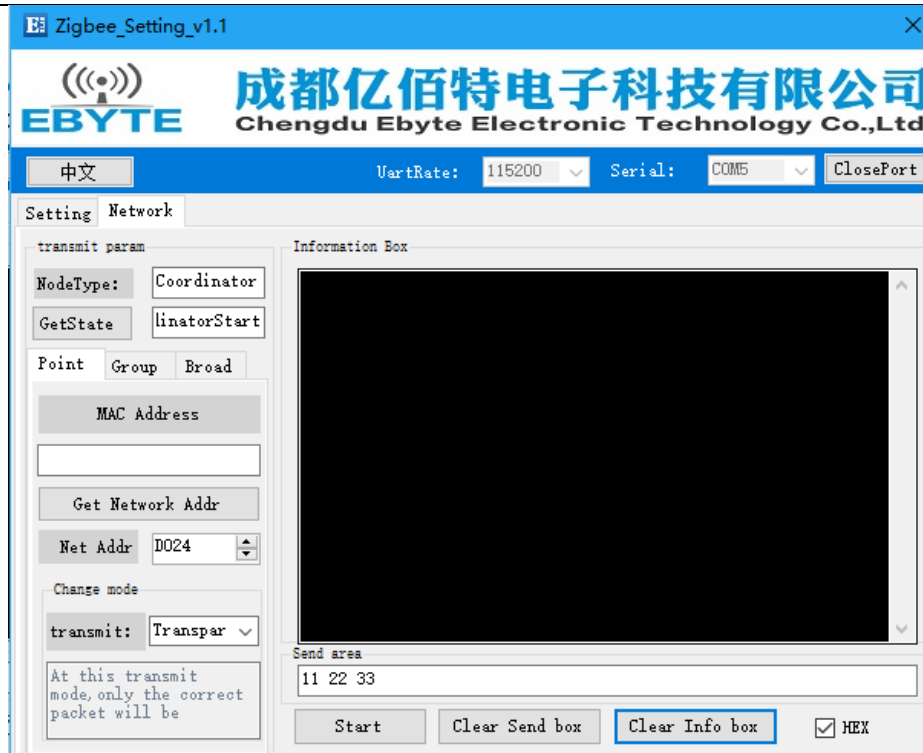 Zigbee_Setting_v1.1
EBYTE
成都亿佰特电子科技有限公司
Chengdu Ebyte Electronic Technology Co.,Ltd
中文 UartRate: 115200 Serial: COM5 ClosePort
Setting Network
transmit param
NodeType: Coordinator
GetState linatorStart
Point Group Broad
MAC Address
Get Network Addr
Net Addr D024
Change mode
transmit: Transpar
At this transmit
mode,only the correct
packet will be
Information Box
Send area
11 22 33
Start Clear Send box Clear Info box HEX